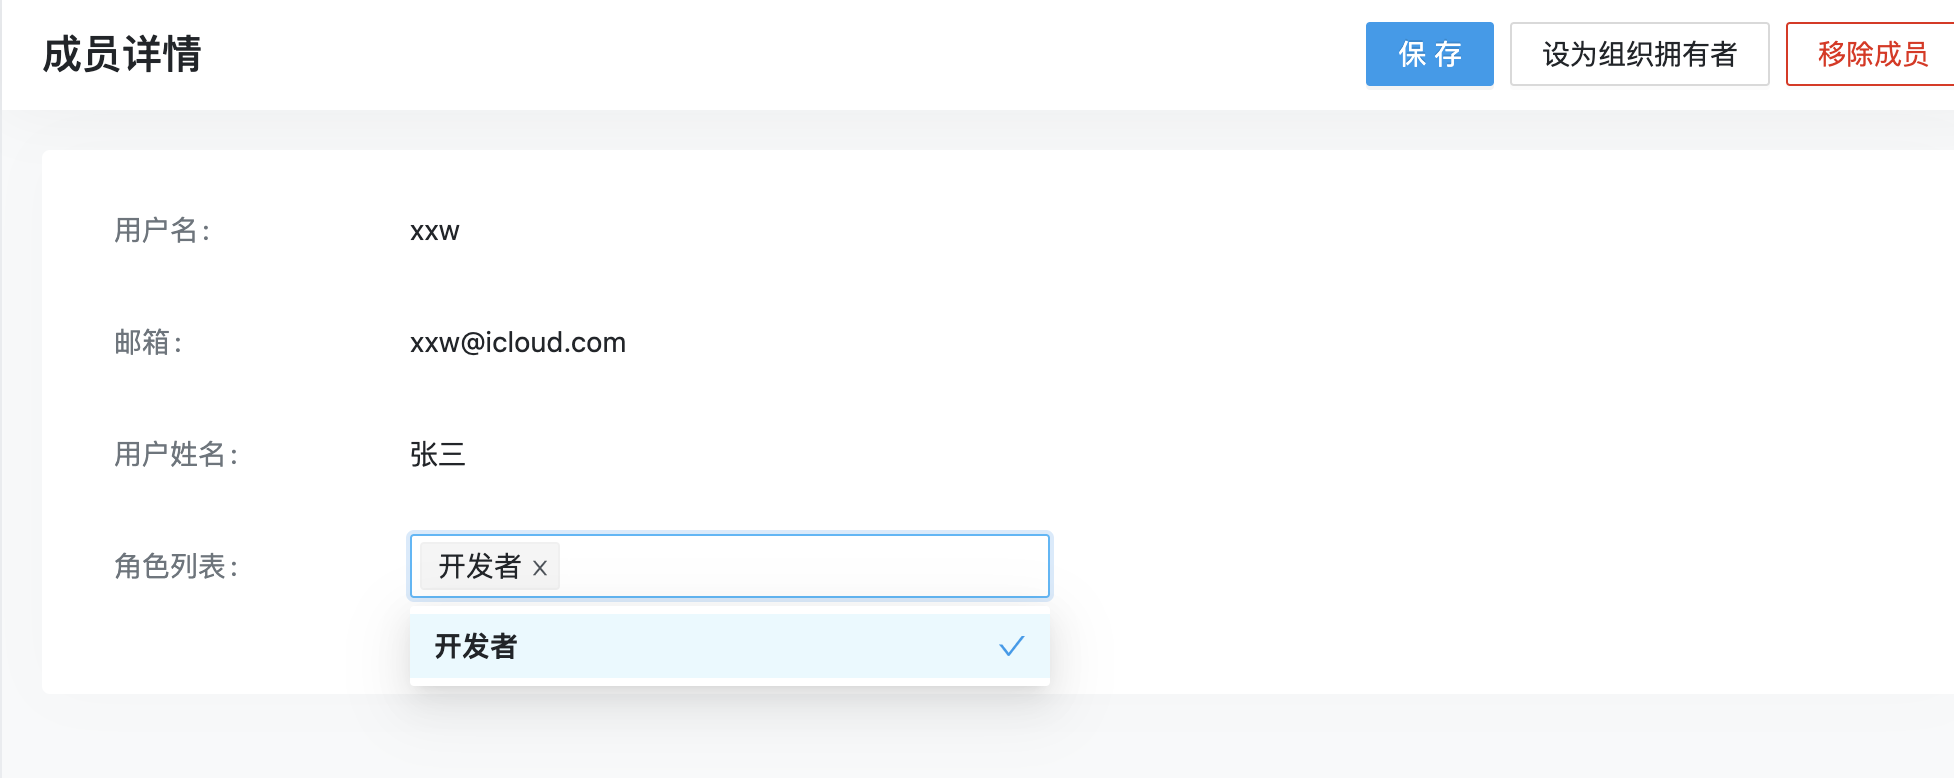 成员详情
保 存
设为组织拥有者
移除成员
用户名:
xxw
邮箱:
xxw@icloud.com
用户姓名:
张三
角色列表:
开发者 x
开发者